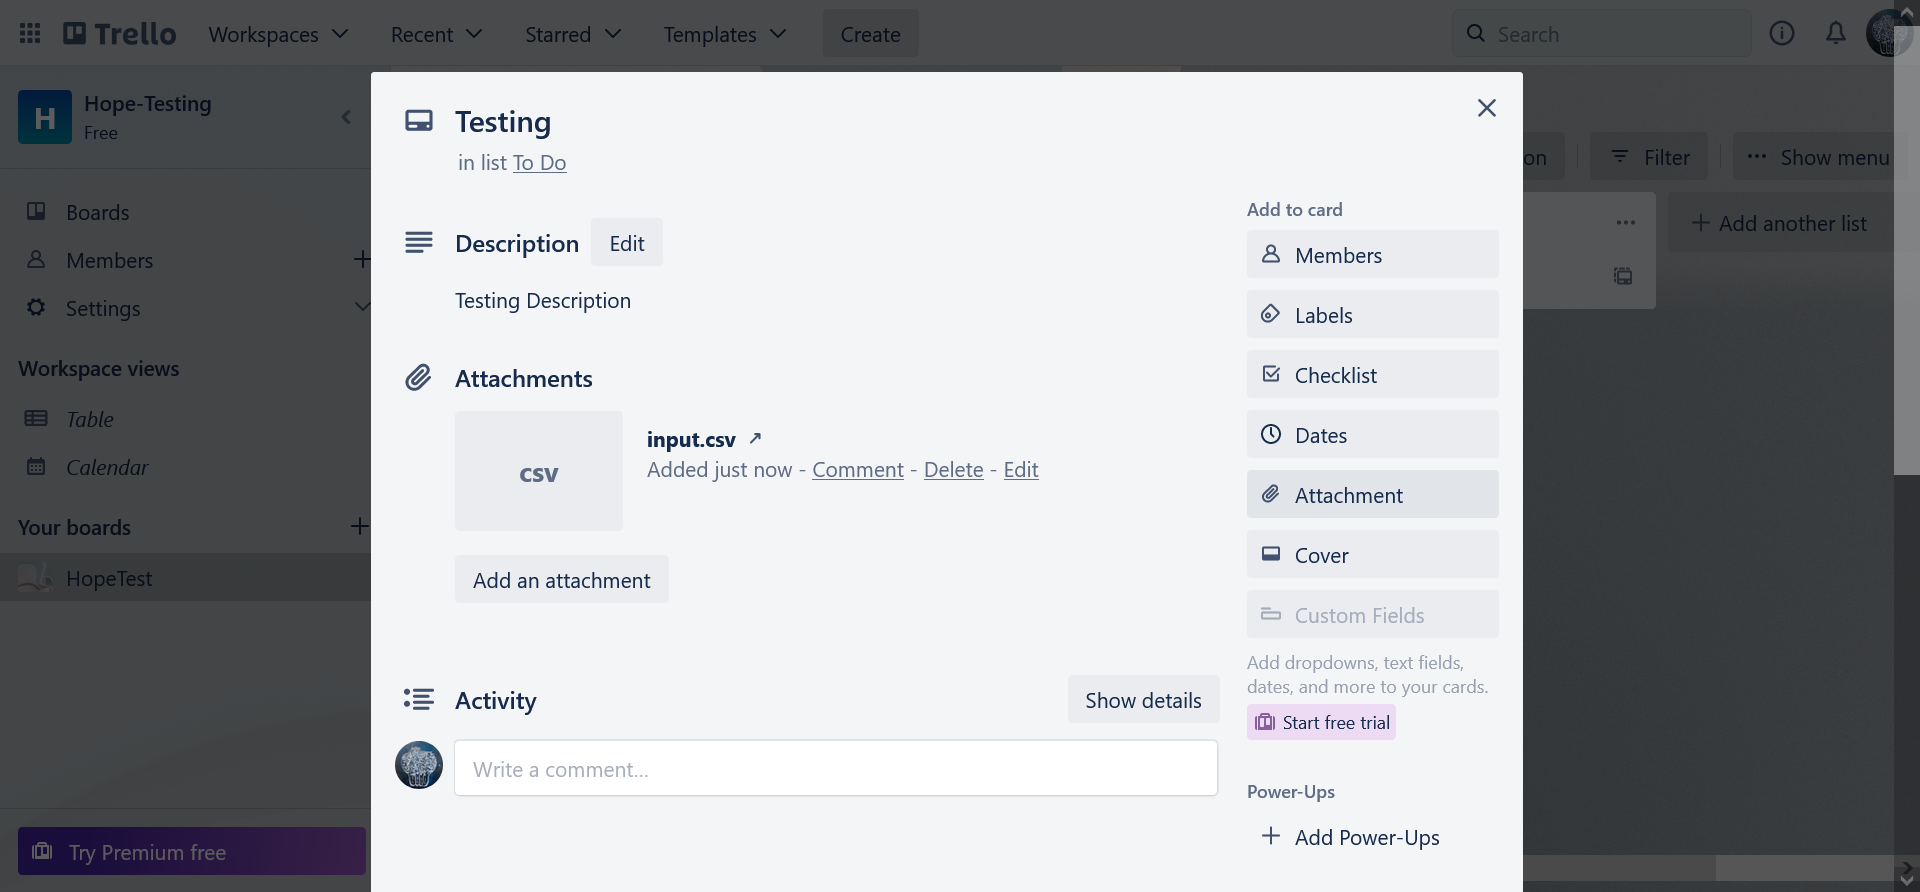 Trello
Workspaces
Recent
Starred
Templates
Create
Search
H
Hope-Testing
Free
Boards
Members
Settings
Workspace views
Table
Calendar
Your boards
HopeTest
Try Premium free
Testing
in list To Do
Description
Edit
Testing Description
Attachments
csv
input.csv
Added just now - Comment - Delete - Edit
Add an attachment
Activity
Show details
Write a comment...
Add to card
Members
Labels
Checklist
Dates
Attachment
Cover
Custom Fields
Add dropdowns, text fields,
dates, and more to your cards.
Start free trial
Power-Ups
Add Power-Ups
on
Filter
Show menu
Add another list